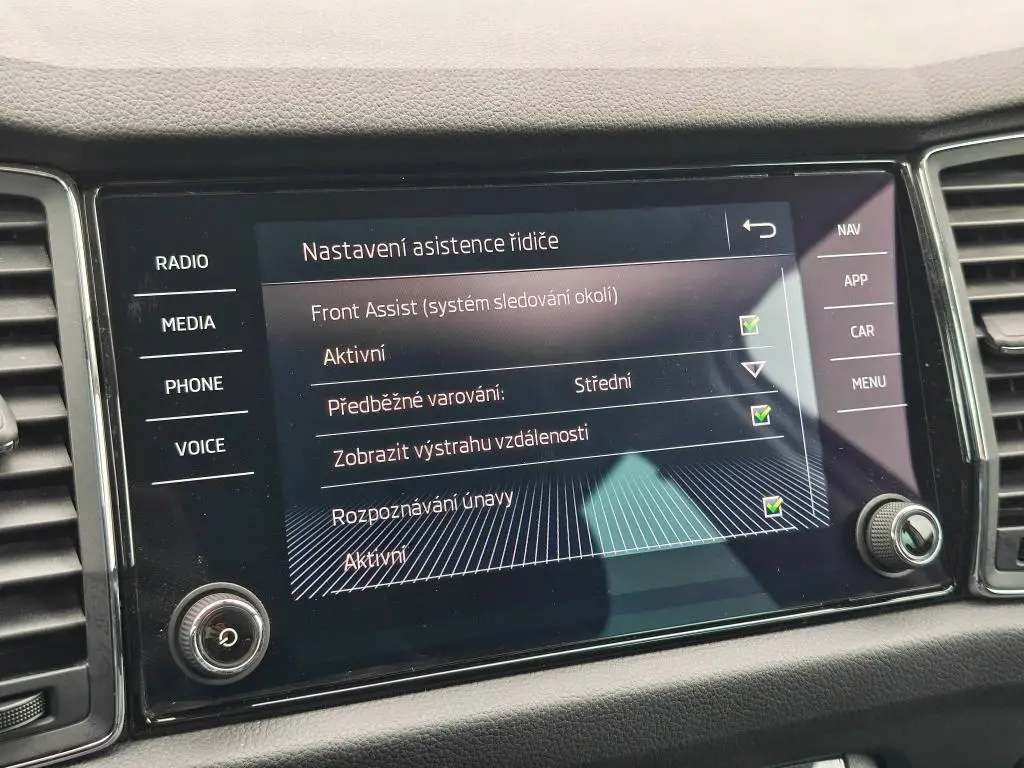 RADIO
MEDIA
PHONE
VOICE
Nastavení asistence řidiče
Front Assist (systém sledování okolí)
Aktivní
Předběžné varování: Střední
Zobrazit výstrahu vzdálenosti
Rozpoznávání únavy
Aktivní
NAV
APP
CAR
MENU